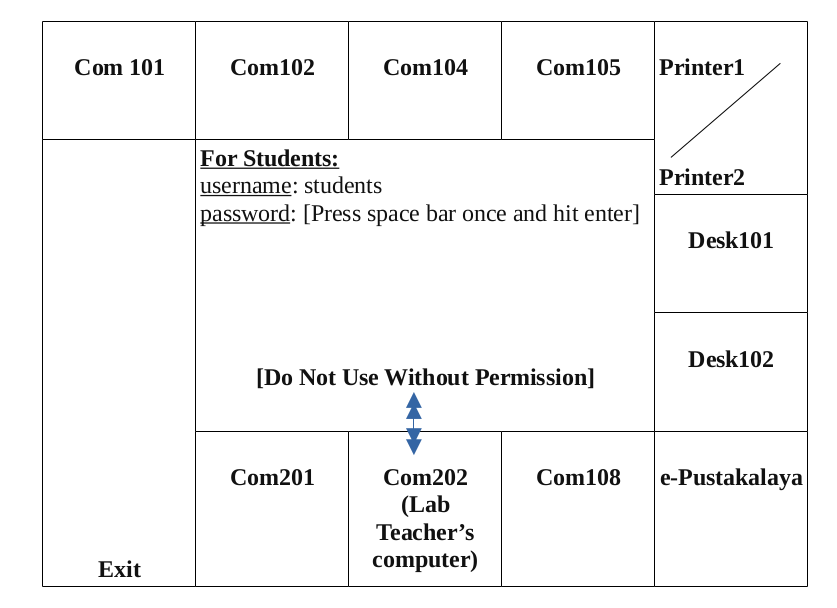 Com 101
Com102
Com104
Com105
Printer1
Printer2
For Students:
username: students
password: [Press space bar once and hit enter]
Desk101
Desk102
[Do Not Use Without Permission]
Com201
Com202
(Lab
Teacher’s
computer)
Com108
e-Pustakalaya
Exit